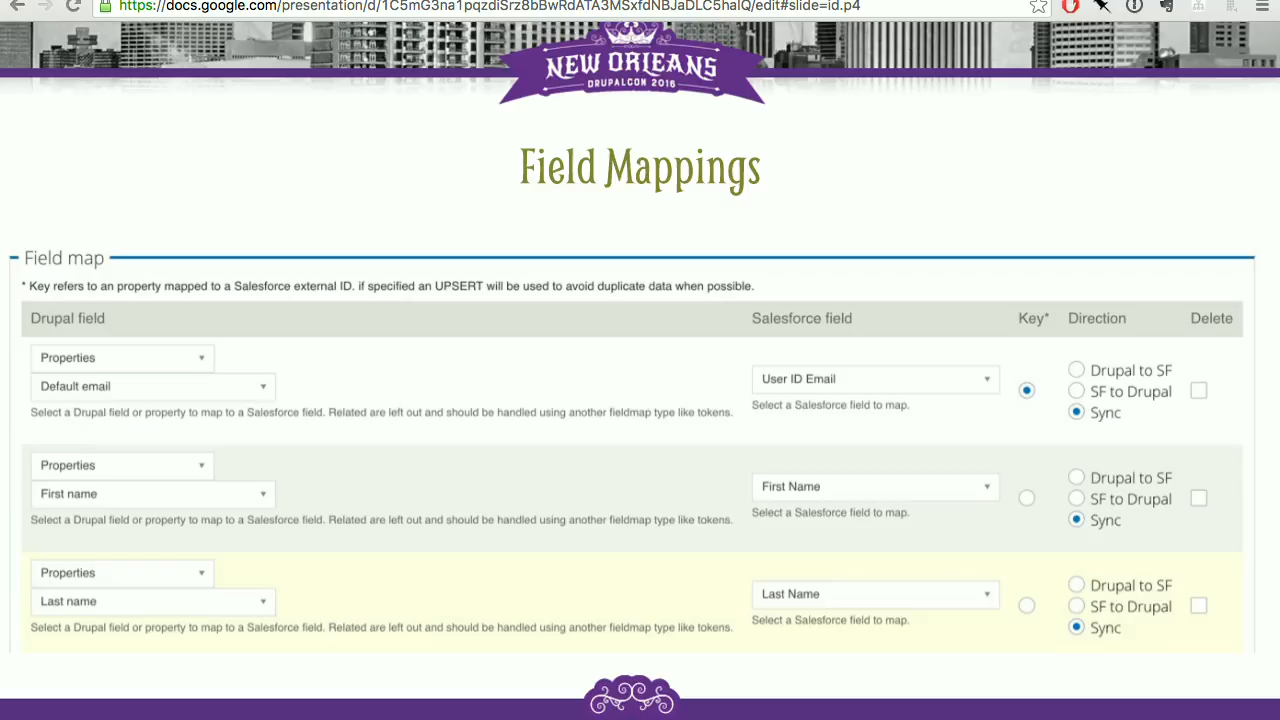 https://docs.google.com/presentation/d/1C5mG3na1pqzdiSrz8bBwRdATA3MSxfdNBJaDLC5halQ/edit#slide=id.p4
NEW ORLEANS
DRUPALCON 2016
Field Mappings
Field map
* Key refers to an property mapped to a Salesforce external ID. if specified an UPSERT will be used to avoid duplicate data when possible.
Drupal field Salesforce field Key* Direction Delete
Properties
Default email
Select a Drupal field or property to map to a Salesforce field. Related are left out and should be handled using another fieldmap type like tokens.
User ID Email
Select a Salesforce field to map.
Drupal to SF
SF to Drupal
Sync
Properties
First name
Select a Drupal field or property to map to a Salesforce field. Related are left out and should be handled using another fieldmap type like tokens.
First Name
Select a Salesforce field to map.
Drupal to SF
SF to Drupal
Sync
Properties
Last name
Select a Drupal field or property to map to a Salesforce field. Related are left out and should be handled using another fieldmap type like tokens.
Last Name
Select a Salesforce field to map.
Drupal to SF
SF to Drupal
Sync